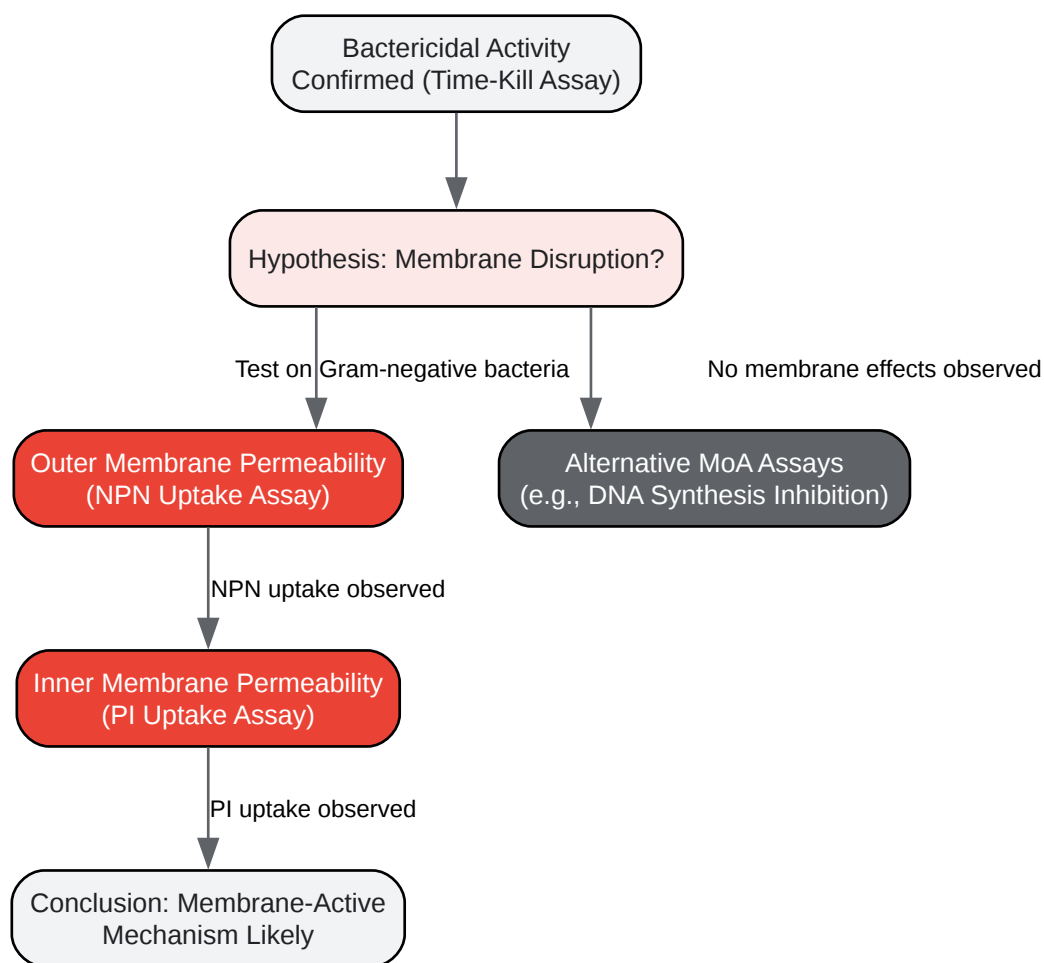 Bactericidal Activity
Confirmed (Time-Kill Assay)
Hypothesis: Membrane Disruption?
Test on Gram-negative bacteria
No membrane effects observed
Outer Membrane Permeability
(NPN Uptake Assay)
Alternative MoA Assays
(e.g., DNA Synthesis Inhibition)
NPN uptake observed
Inner Membrane Permeability
(PI Uptake Assay)
PI uptake observed
Conclusion: Membrane-Active
Mechanism Likely